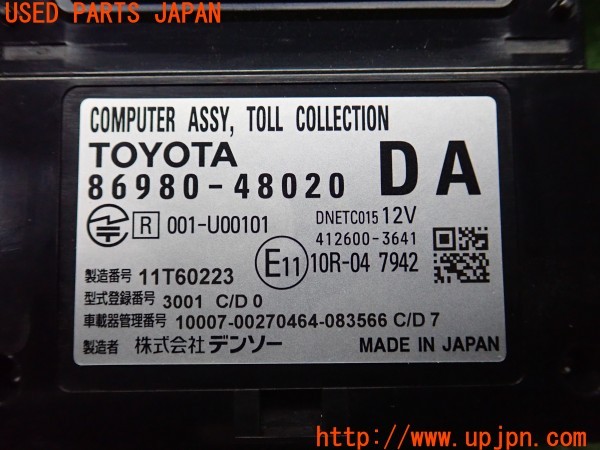 USED PARTS JAPAN
COMPUTER ASSY, TOLL COLLECTION
TOYOTA
86980-48020 DA
R 001-U00101 DNETC015 12V
412600-3641
E11 10R-04 7942
製造番号 11T60223
型式登録番号 3001 C/D 0
車載器管理番号 10007-00270464-083566 C/D 7
製造者 株式会社デンソー MADE IN JAPAN
http://www.upjpn.com